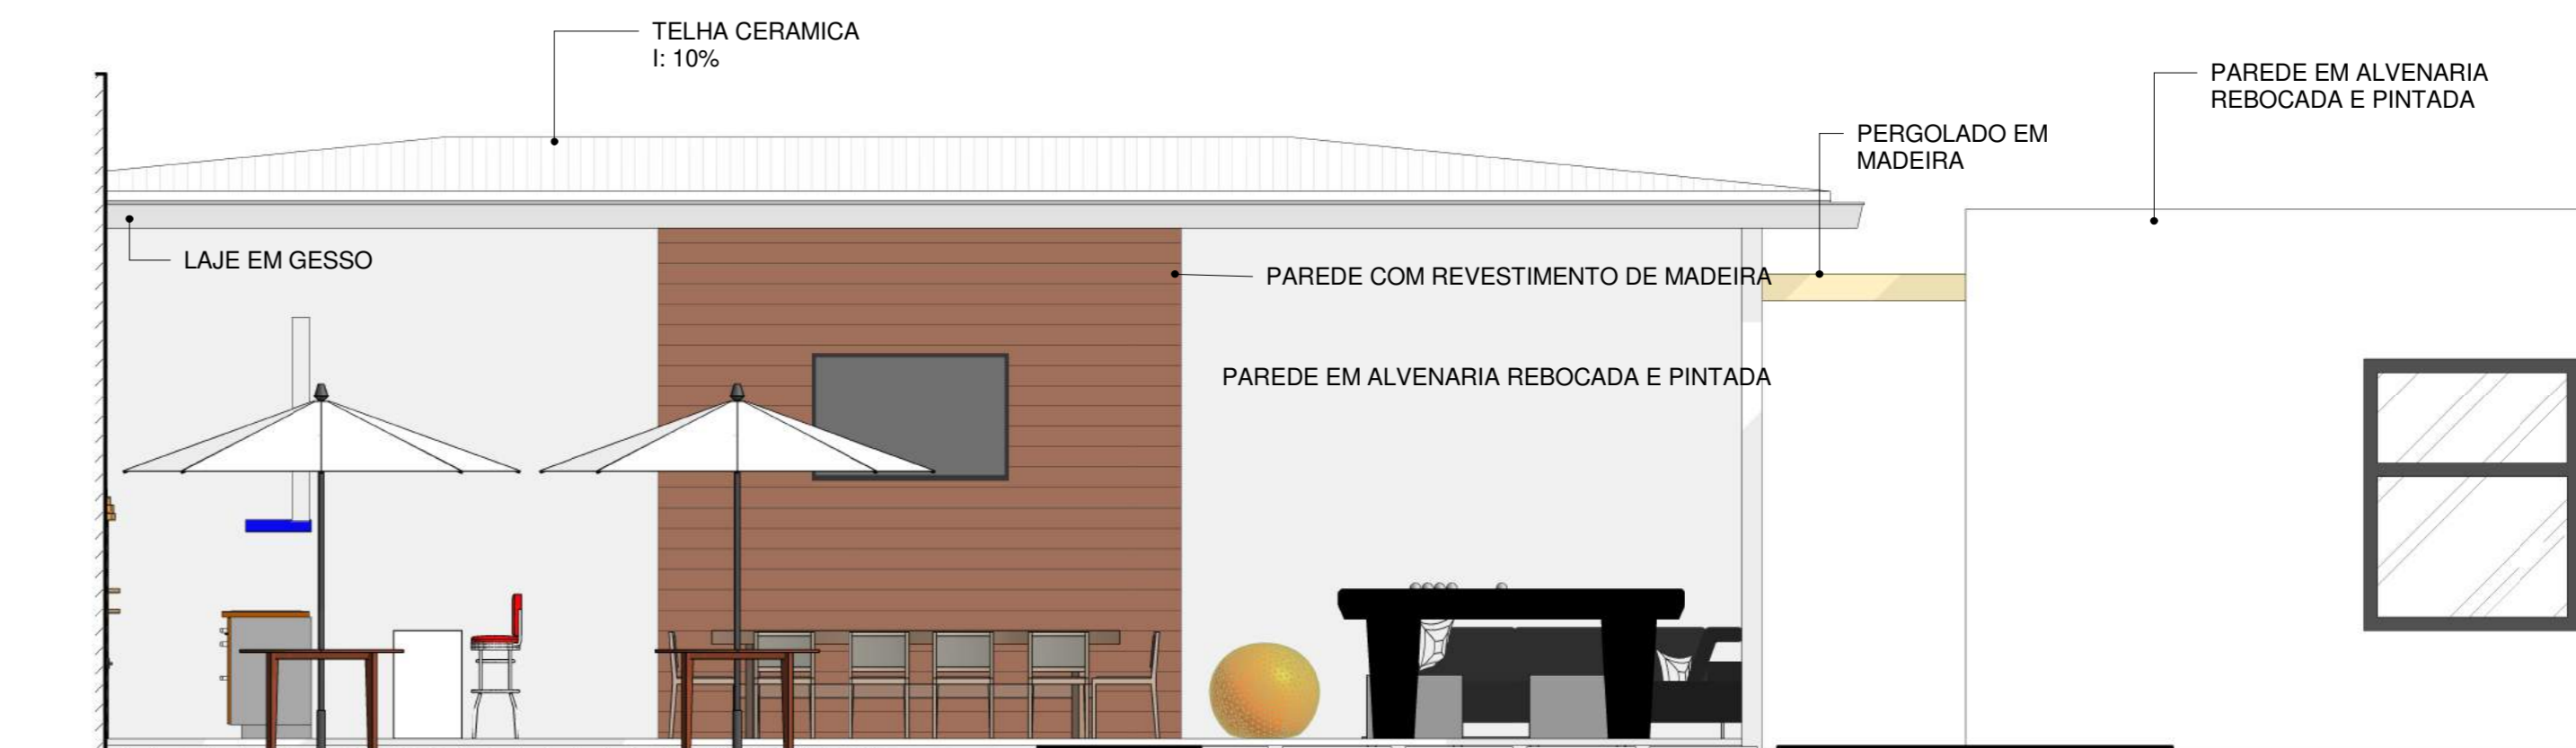 TELHA CERAMICA
I: 10%
PAREDE EM ALVENARIA
REBOCADA E PINTADA
PERGOLADO EM
MADEIRA
LAJE EM GESSO
PAREDE COM REVESTIMENTO DE MADEIRA
PAREDE EM ALVENARIA REBOCADA E PINTADA